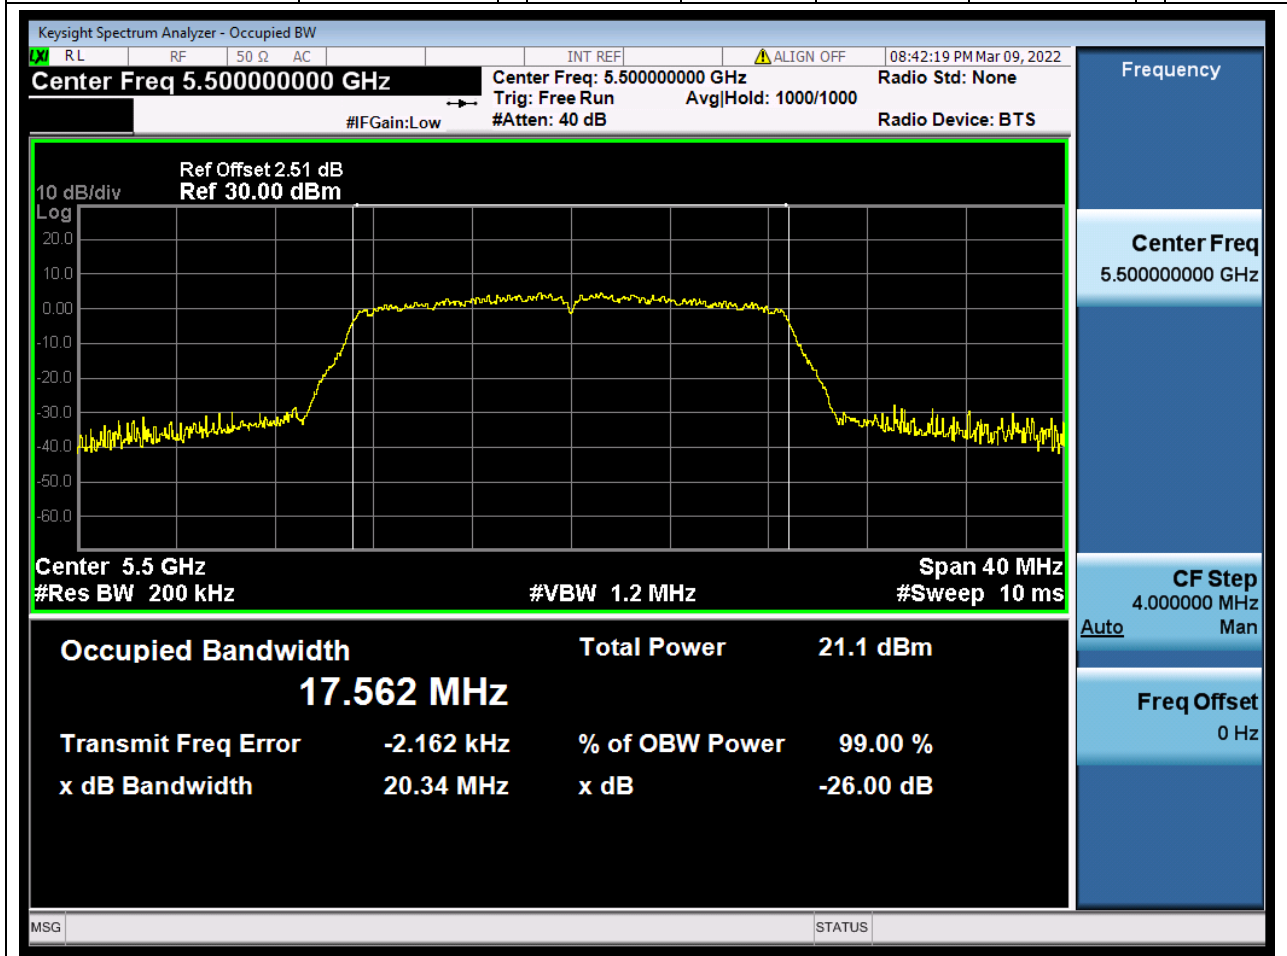 Keysight Spectrum Analyzer - Occupied BW
LXI RL RF 50 Ω AC INT REF ALIGN OFF 08:42:19 PM Mar 09, 2022
Center Freq 5.500000000 GHz
Center Freq: 5.500000000 GHz Radio Std: None
Trig: Free Run Avg|Hold: 1000/1000
#IFGain:Low #Atten: 40 dB Radio Device: BTS
Frequency
Ref Offset 2.51 dB
10 dB/div Ref 30.00 dBm
Log
20.0
10.0
0.00
-10.0
-20.0
-30.0
-40.0
-50.0
-60.0
Center 5.5 GHz Span 40 MHz
#Res BW 200 kHz #VBW 1.2 MHz #Sweep 10 ms
Occupied Bandwidth Total Power 21.1 dBm
17.562 MHz
Transmit Freq Error -2.162 kHz % of OBW Power 99.00 %
x dB Bandwidth 20.34 MHz x dB -26.00 dB
Center Freq
5.500000000 GHz
CF Step
4.000000 MHz
Auto Man
Freq Offset
0 Hz
MSG STATUS